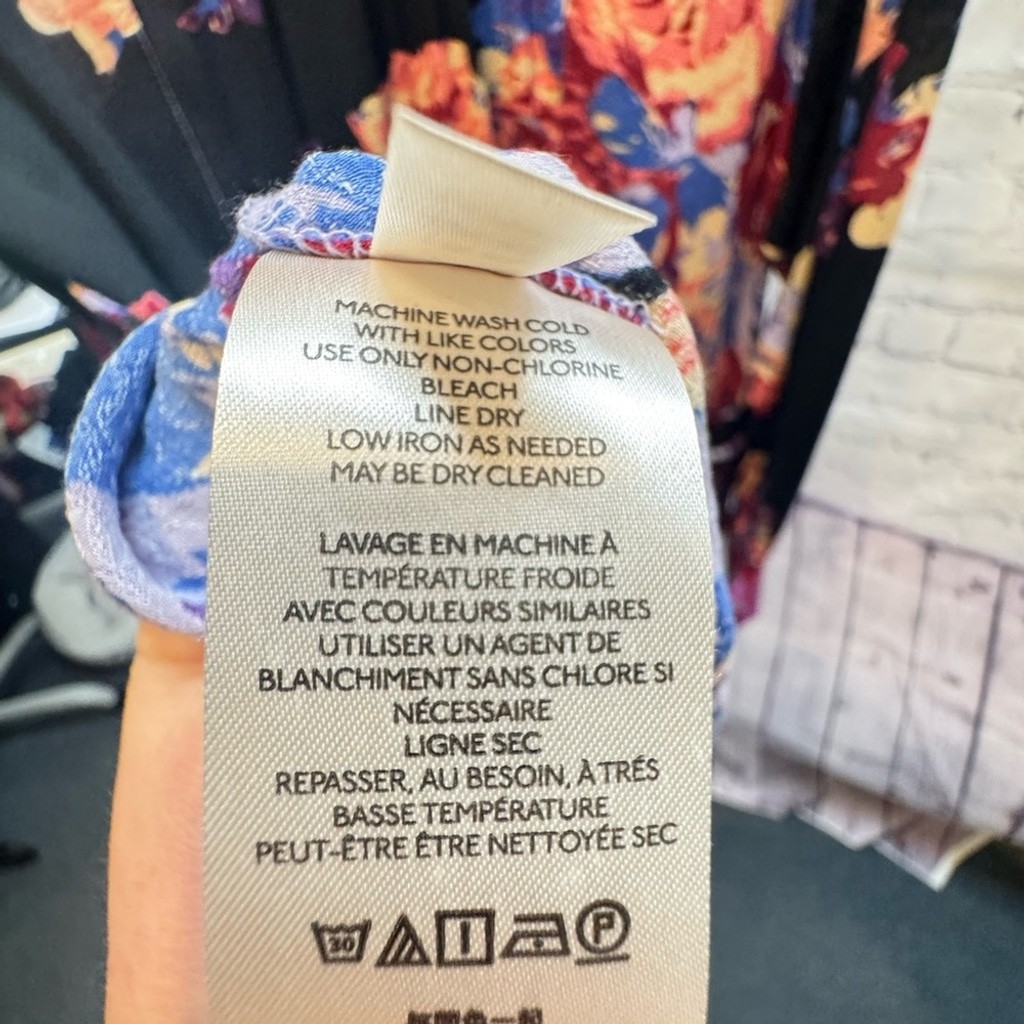 MACHINE WASH COLD
WITH LIKE COLORS
USE ONLY NON-CHLORINE
BLEACH
LINE DRY
LOW IRON AS NEEDED
MAY BE DRY CLEANED
LAVAGE EN MACHINE À
TEMPÉRATURE FROIDE
AVEC COULEURS SIMILAIRES
UTILISER UN AGENT DE
BLANCHIMENT SANS CHLORE SI
NÉCESSAIRE
LIGNE SEC
REPASSER, AU BESOIN, À TRÉS
BASSE TEMPÉRATURE
PEUT-ÊTRE ÊTRE NETTOYÉE SEC
30 P